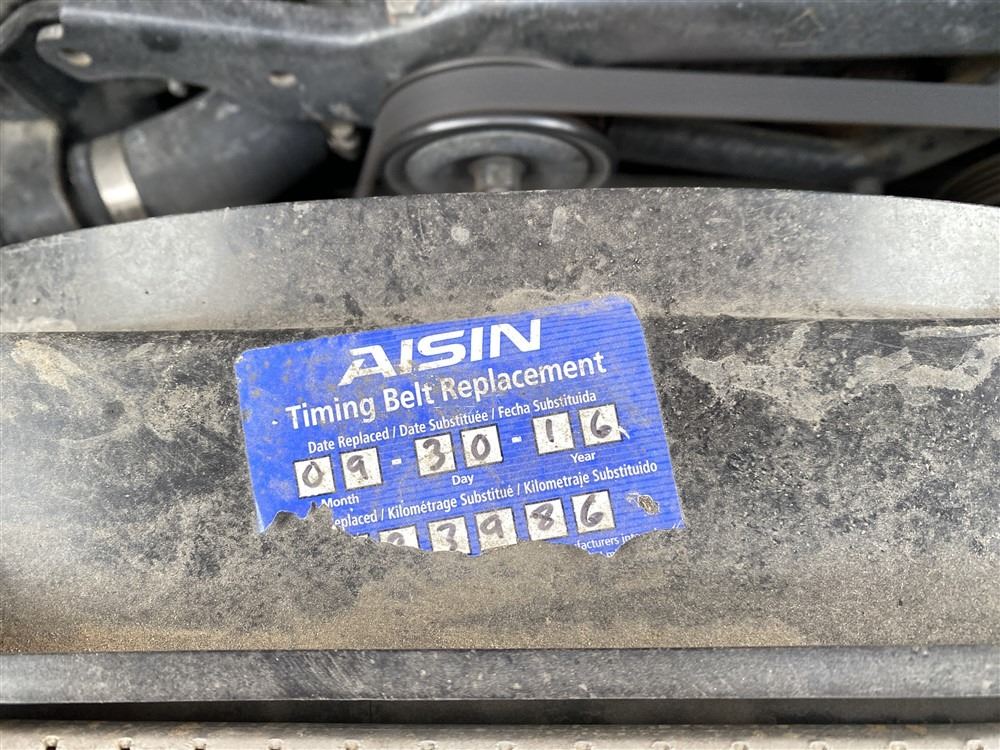 AISIN
Timing Belt Replacement
Date Replaced / Date Substituée / Fecha Substituida
09-30-16
Month Day Year
Replaced / Kilométrage Substitué / Kilometraje Substituido
3986